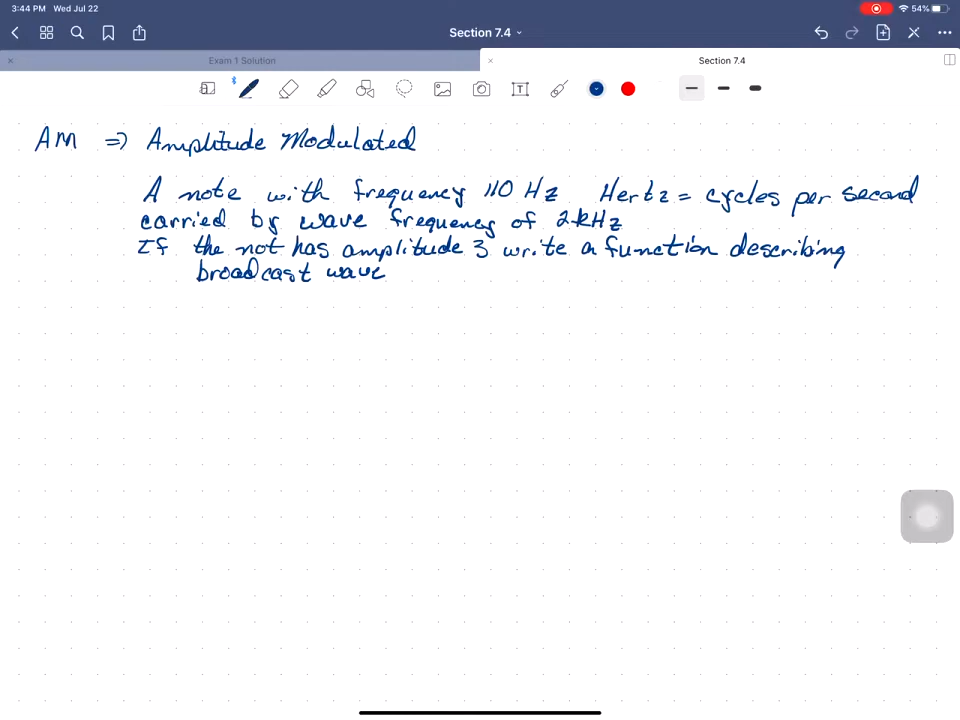 3:44 PM Wed Jul 22
54%
Section 7.4
Exam 1 Solution
Section 7.4
AM => Amplitude Modulated
A note with frequency 110 Hz Hertz = cycles per second
carried by wave frequency of 2kHz
If the not has amplitude 3 write a function describing
broadcast wave